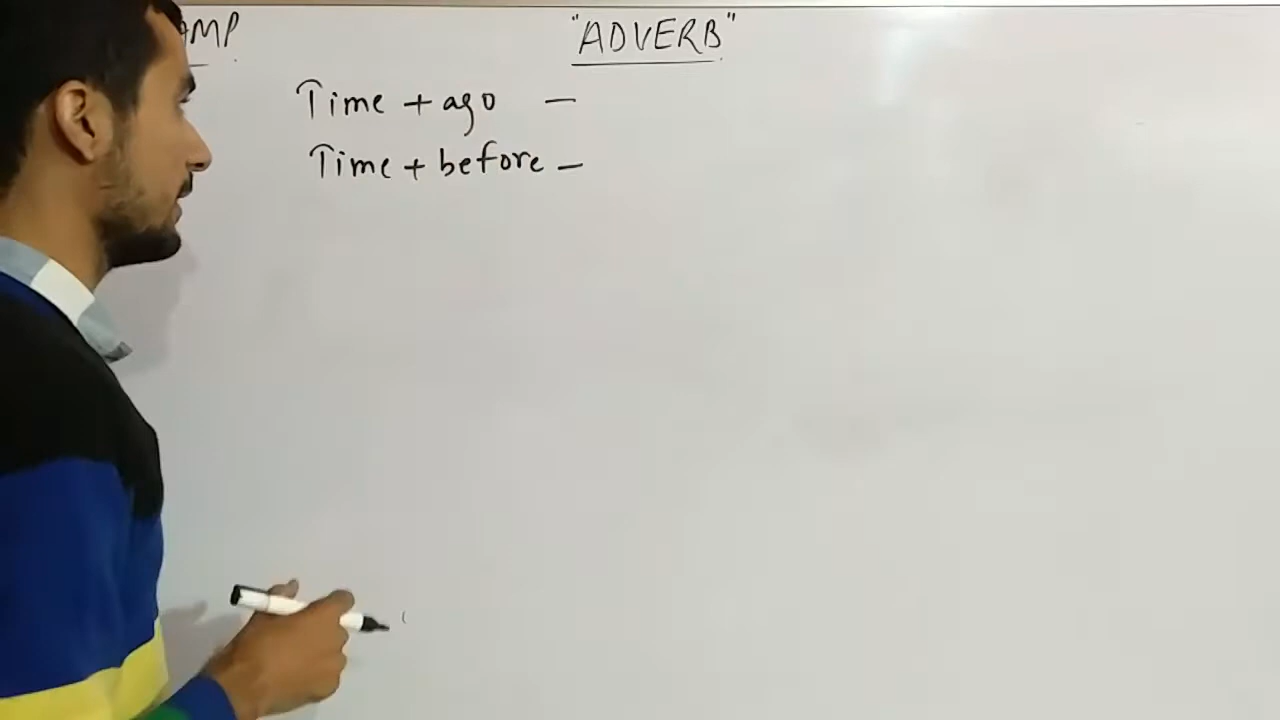 "ADVERB"
Time + ago —
Time + before —